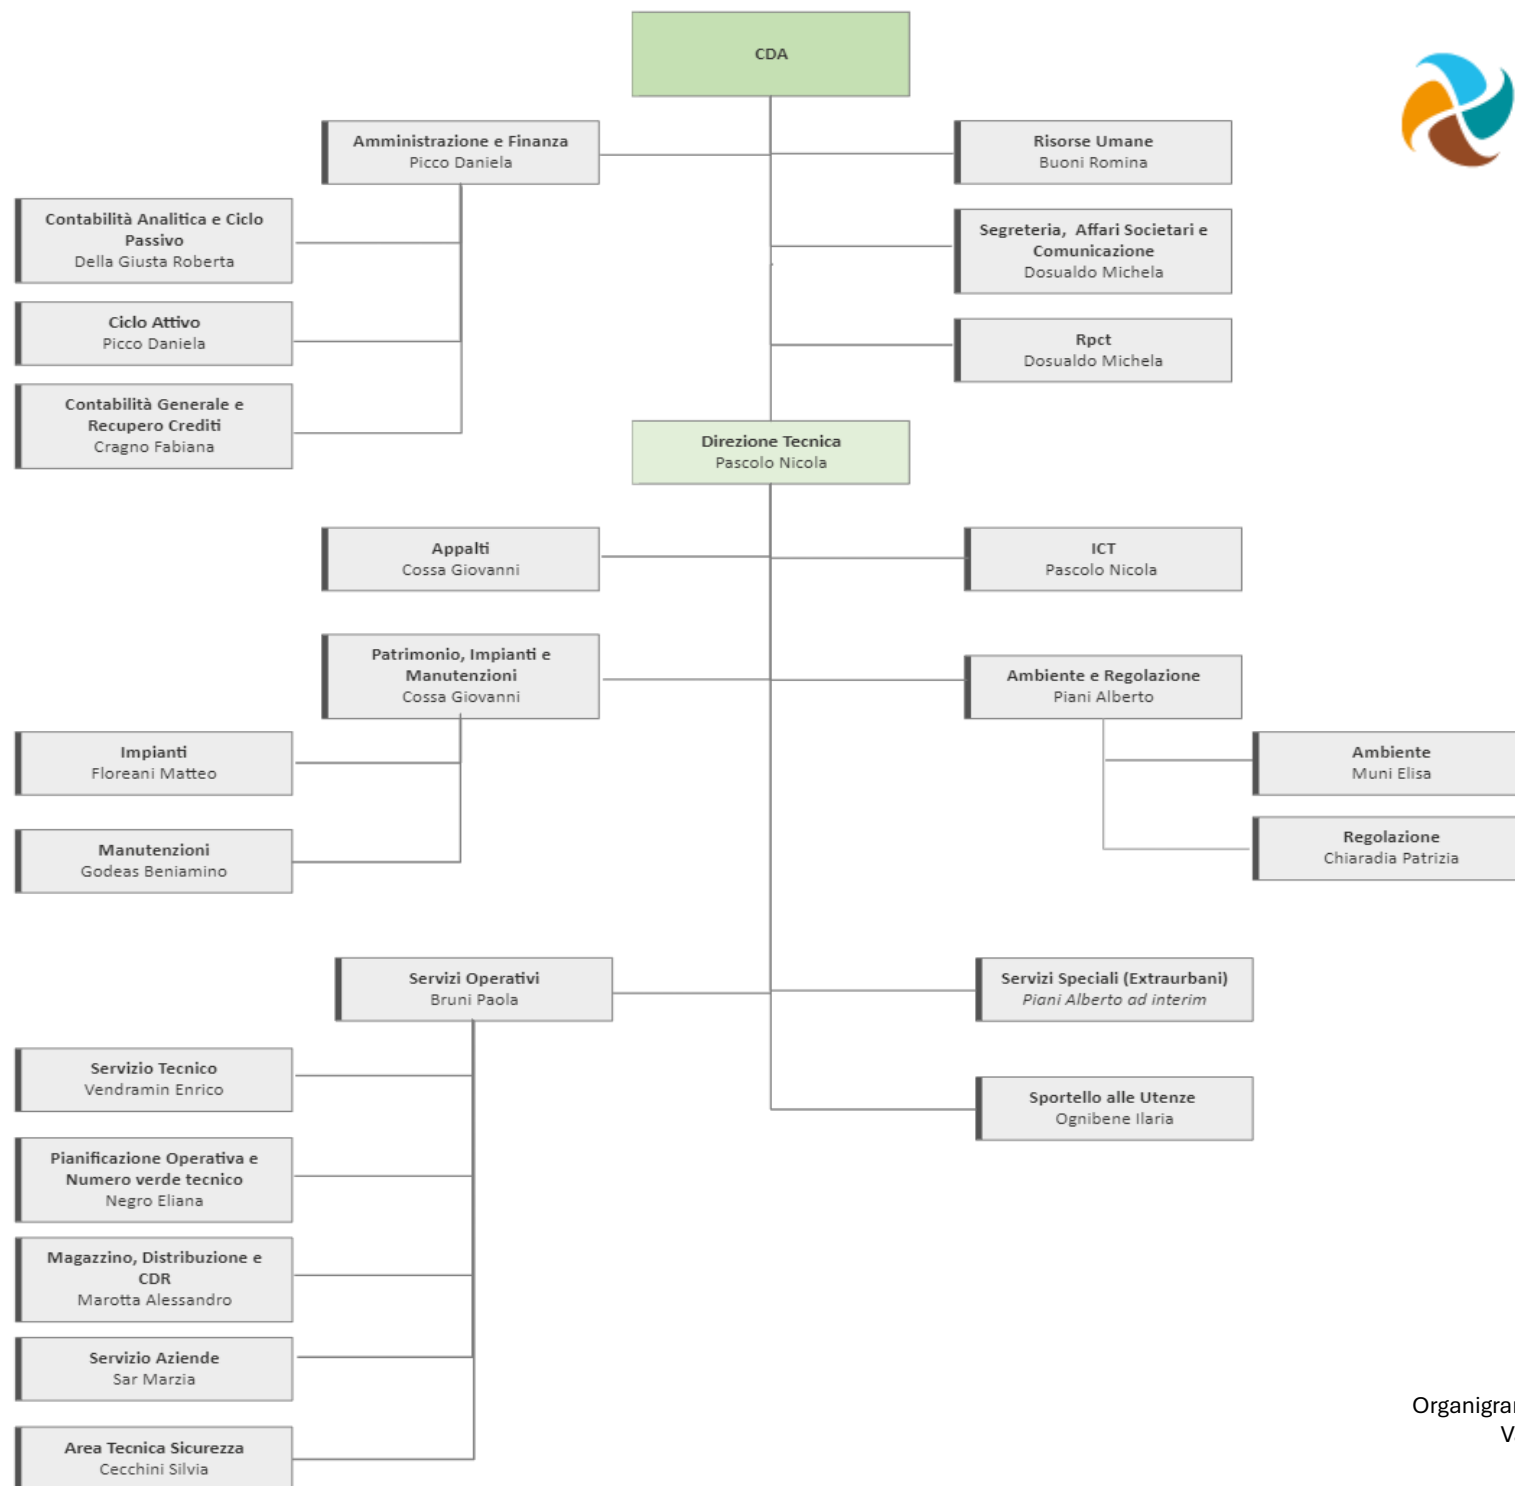 CDA
Amministrazione e Finanza
Picco Daniela
Risorse Umane
Buoni Romina
Contabilità Analitica e Ciclo
Passivo
Della Giusta Roberta
Segreteria, Affari Societari e
Comunicazione
Dosualdo Michela
Ciclo Attivo
Picco Daniela
Rpct
Dosualdo Michela
Contabilità Generale e
Recupero Crediti
Cragno Fabiana
Direzione Tecnica
Pascolo Nicola
Appalti
Cossa Giovanni
ICT
Pascolo Nicola
Patrimonio, Impianti e
Manutenzioni
Cossa Giovanni
Ambiente e Regolazione
Piani Alberto
Impianti
Floreani Matteo
Ambiente
Muni Elisa
Manutenzioni
Godeas Beniamino
Regolazione
Chiaradia Patrizia
Servizi Operativi
Bruni Paola
Servizi Speciali (Extraurbani)
Piani Alberto ad interim
Servizio Tecnico
Vendramin Enrico
Sportello alle Utenze
Ognibene Ilaria
Pianificazione Operativa e
Numero verde tecnico
Negro Eliana
Magazzino, Distribuzione e
CDR
Marotta Alessandro
Servizio Aziende
Sar Marzia
Area Tecnica Sicurezza
Cecchini Silvia